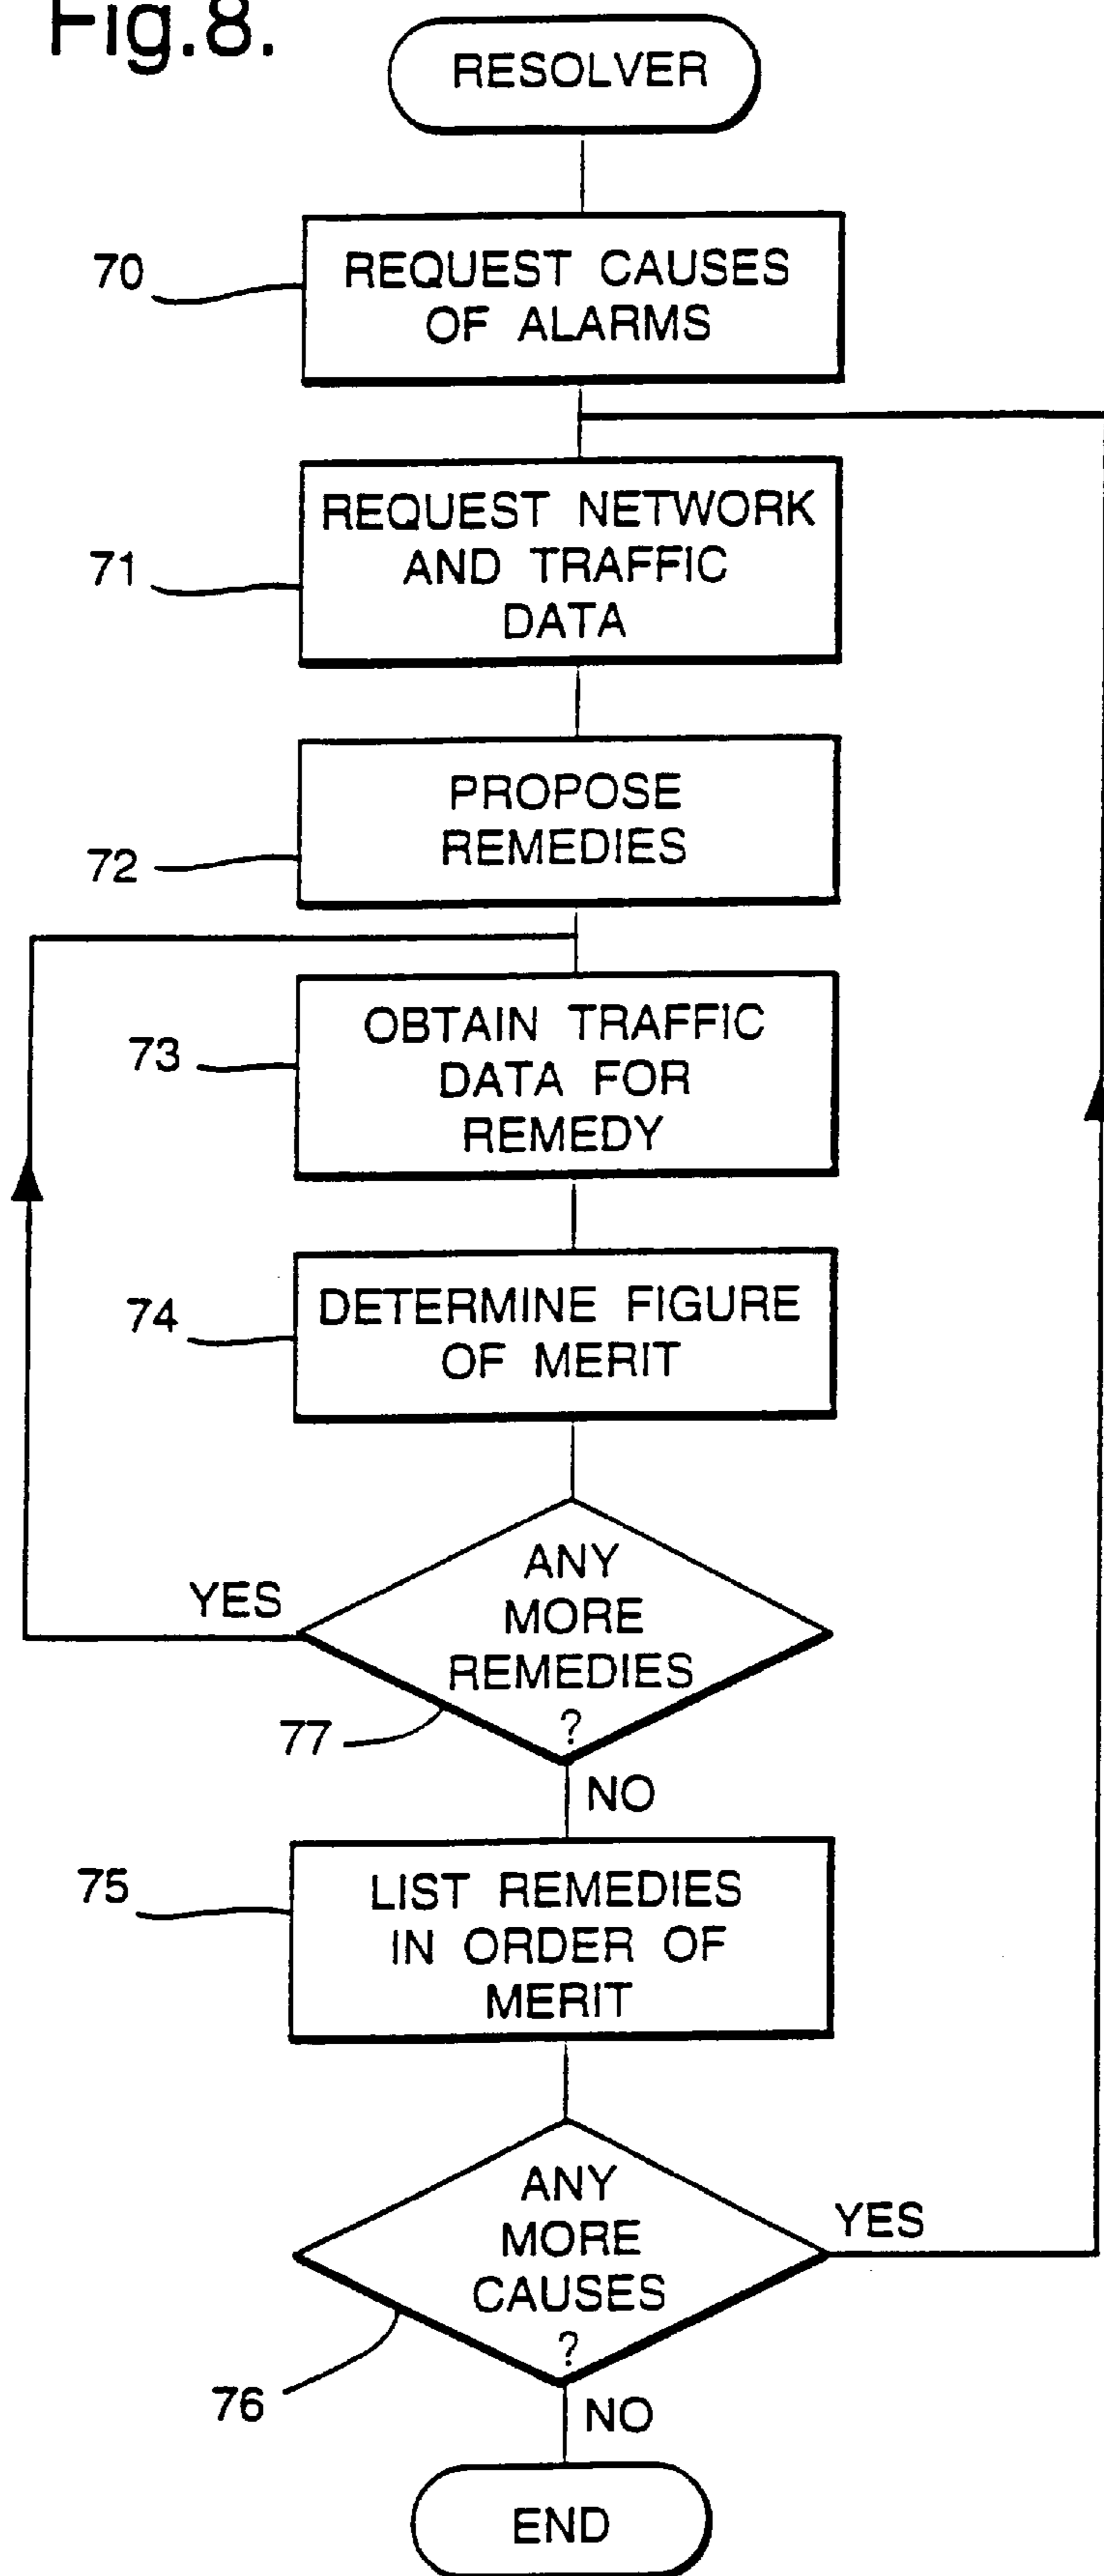 Fig.8.
RESOLVER
70
REQUEST CAUSES
OF ALARMS
71
REQUEST NETWORK
AND TRAFFIC
DATA
72
PROPOSE
REMEDIES
73
OBTAIN TRAFFIC
DATA FOR
REMEDY
74
DETERMINE FIGURE
OF MERIT
YES
ANY
MORE
REMEDIES
?
77
NO
75
LIST REMEDIES
IN ORDER OF
MERIT
ANY
MORE
CAUSES
?
YES
76
NO
END